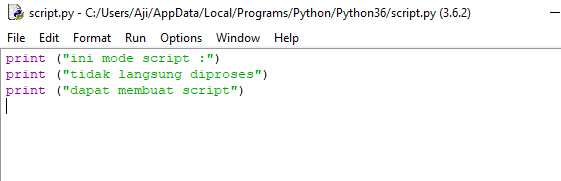 script.py - C:/Users/Aji/AppData/Local/Programs/Python/Python36/script.py (3.6.2)
File Edit Format Run Options Window Help
print ("ini mode script :")
print ("tidak langsung diproses")
print ("dapat membuat script")